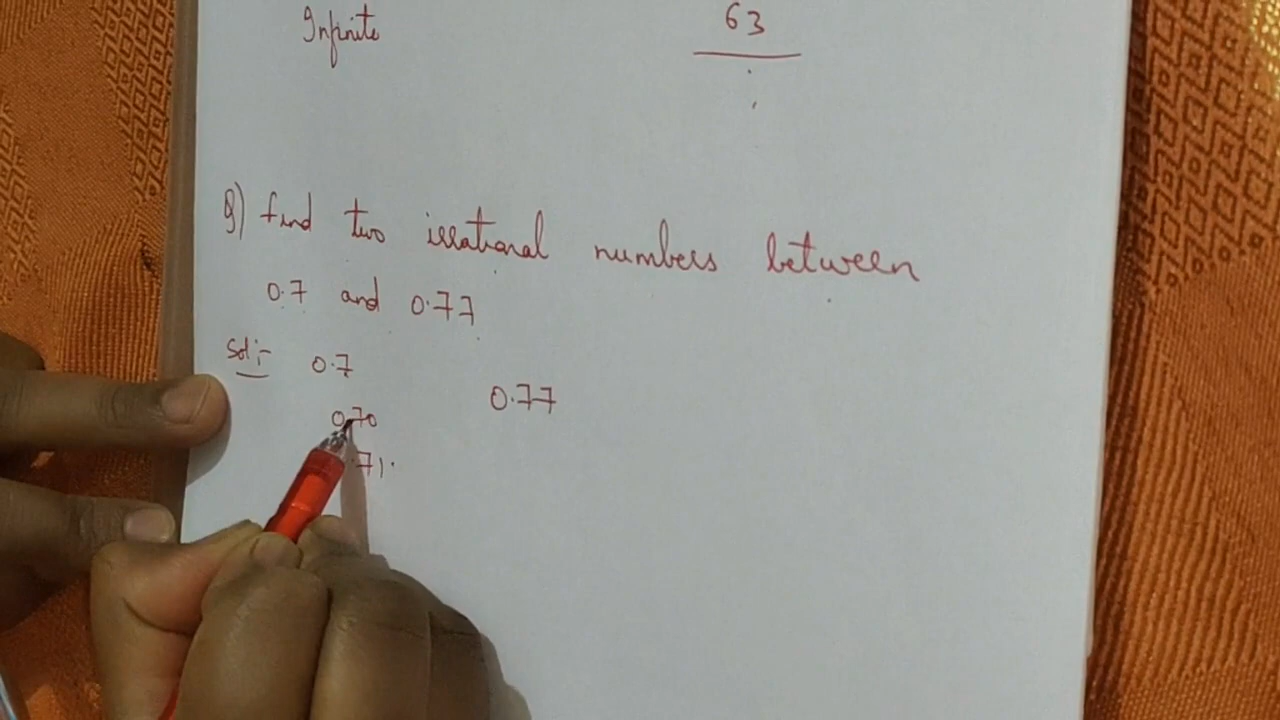 Infinite
63
Q) find two irrational numbers between
0.7 and 0.77
Sol:-
0.7
0.77
0.70
.71.